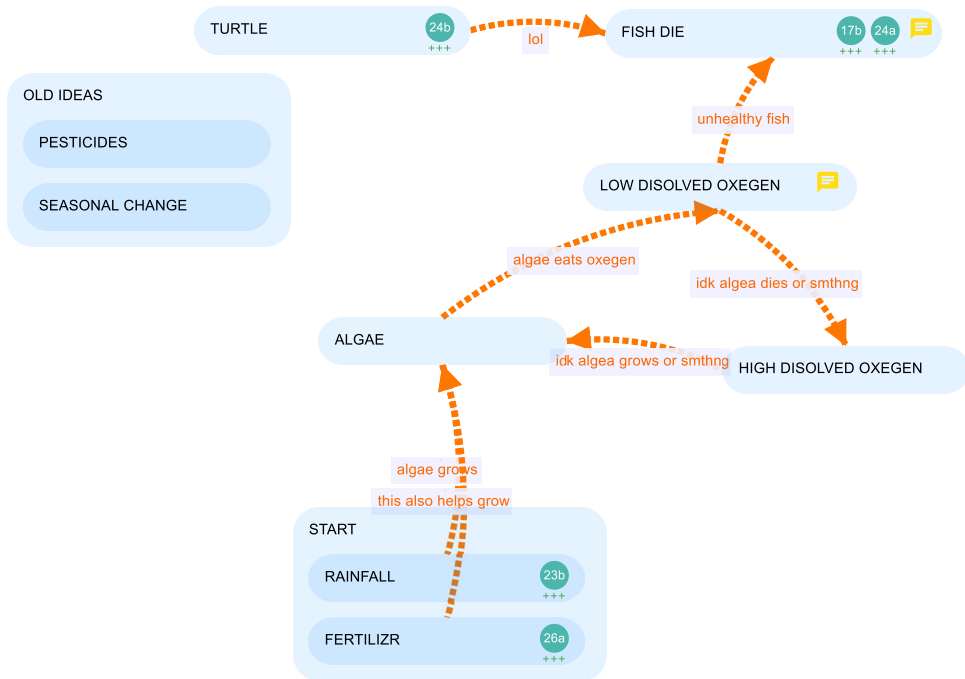 TURTLE
24b
+++
lol
FISH DIE
17b
+++
24a
+++
OLD IDEAS
PESTICIDES
SEASONAL CHANGE
unhealthy fish
LOW DISOLVED OXEGEN
algae eats oxegen
idk algea dies or smthng
ALGAE
idk algea grows or smthng
HIGH DISOLVED OXEGEN
algae grows
this also helps grow
START
RAINFALL
23b
+++
FERTILIZR
26a
+++